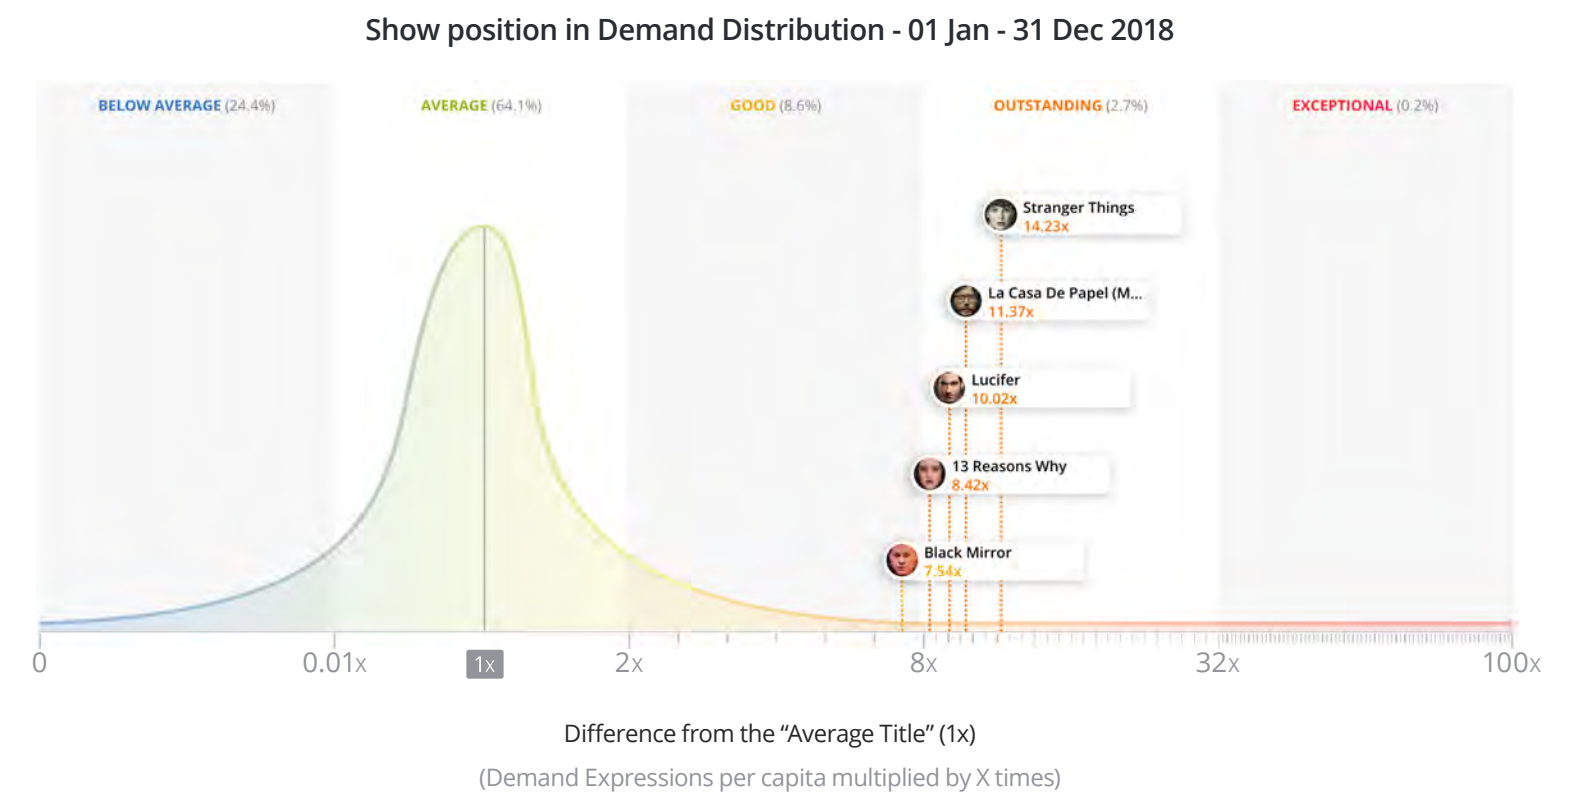 Show position in Demand Distribution - 01 Jan - 31 Dec 2018
BELOW AVERAGE (24.4%)
AVERAGE (64.1%)
GOOD (8.6%)
OUTSTANDING (2.7%)
EXCEPTIONAL (0.2%)
Stranger Things
14.23x
La Casa De Papel (M...
11.37x
Lucifer
10.02x
13 Reasons Why
8.42x
Black Mirror
7.54x
0
0.01x
1x
2x
8x
32x
100x
Difference from the “Average Title” (1x)
(Demand Expressions per capita multiplied by X times)